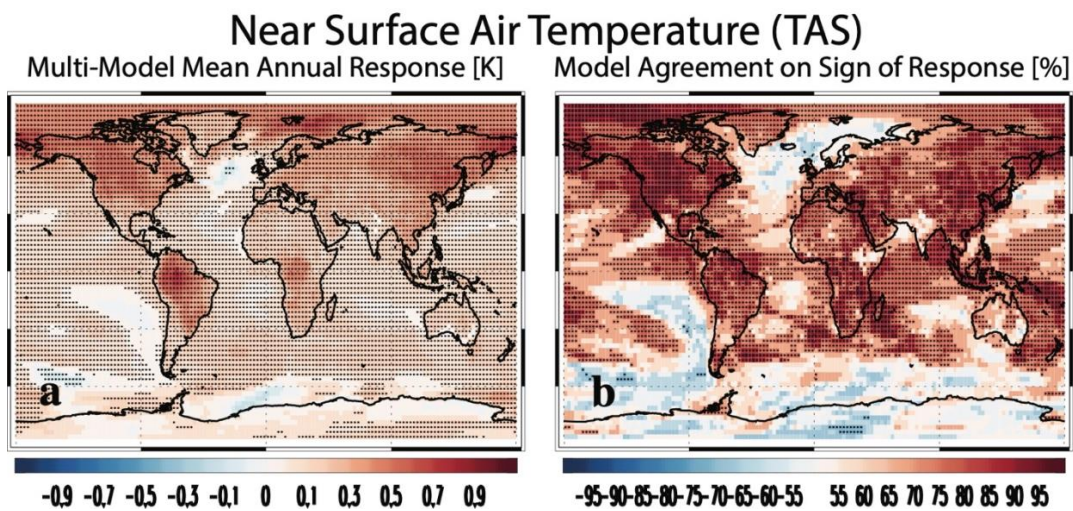 Near Surface Air Temperature (TAS)
Multi-Model Mean Annual Response [K]
Model Agreement on Sign of Response [%]
a
b
-0.9 -0.7 -0.5 -0.3 -0.1 0 0.1 0.3 0.5 0.7 0.9
-95-90-85-80-75-70-65-60-55 55 60 65 70 75 80 85 90 95